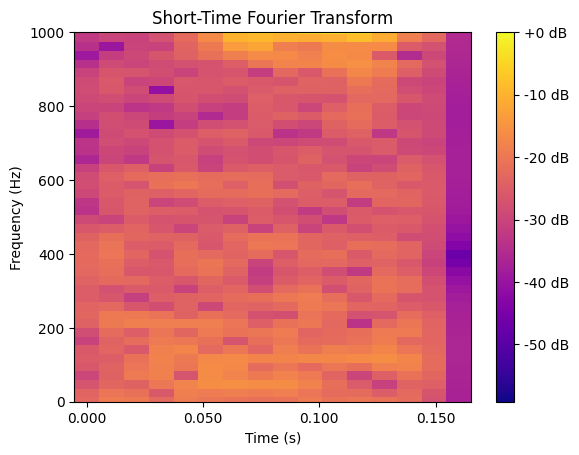 Short-Time Fourier Transform
1000
800
600
400
200
0
Frequency (Hz)
0.000
0.050
0.100
0.150
Time (s)
+0 dB
-10 dB
-20 dB
-30 dB
-40 dB
-50 dB